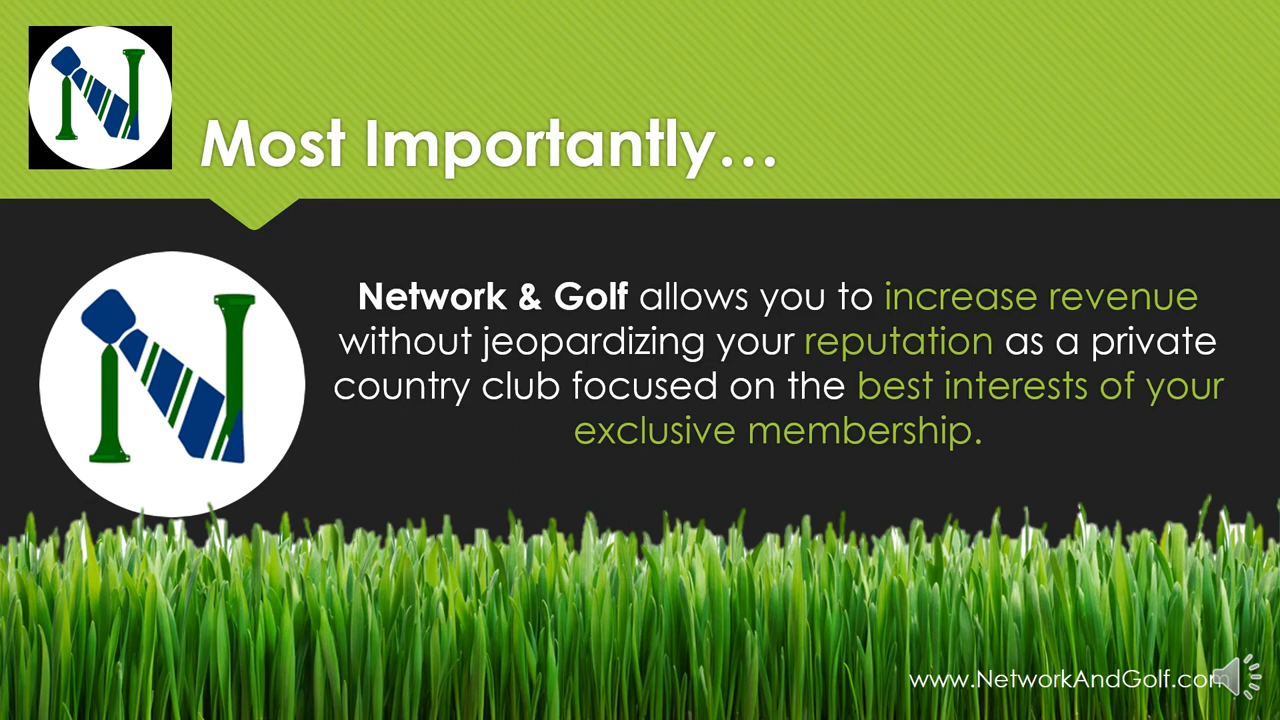 Most Importantly…
Network & Golf allows you to increase revenue
without jeopardizing your reputation as a private
country club focused on the best interests of your
exclusive membership.
www.NetworkAndGolf.com